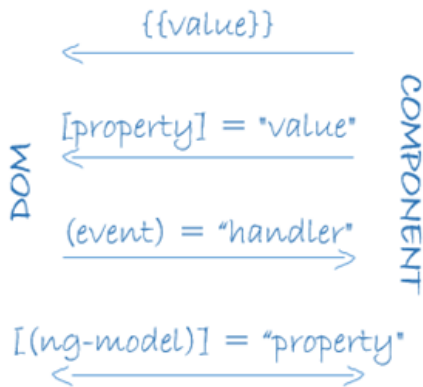 {{value}}
[property] = "value"
DOM
COMPONENT
(event) = "handler"
[(ng-model)] = "property"